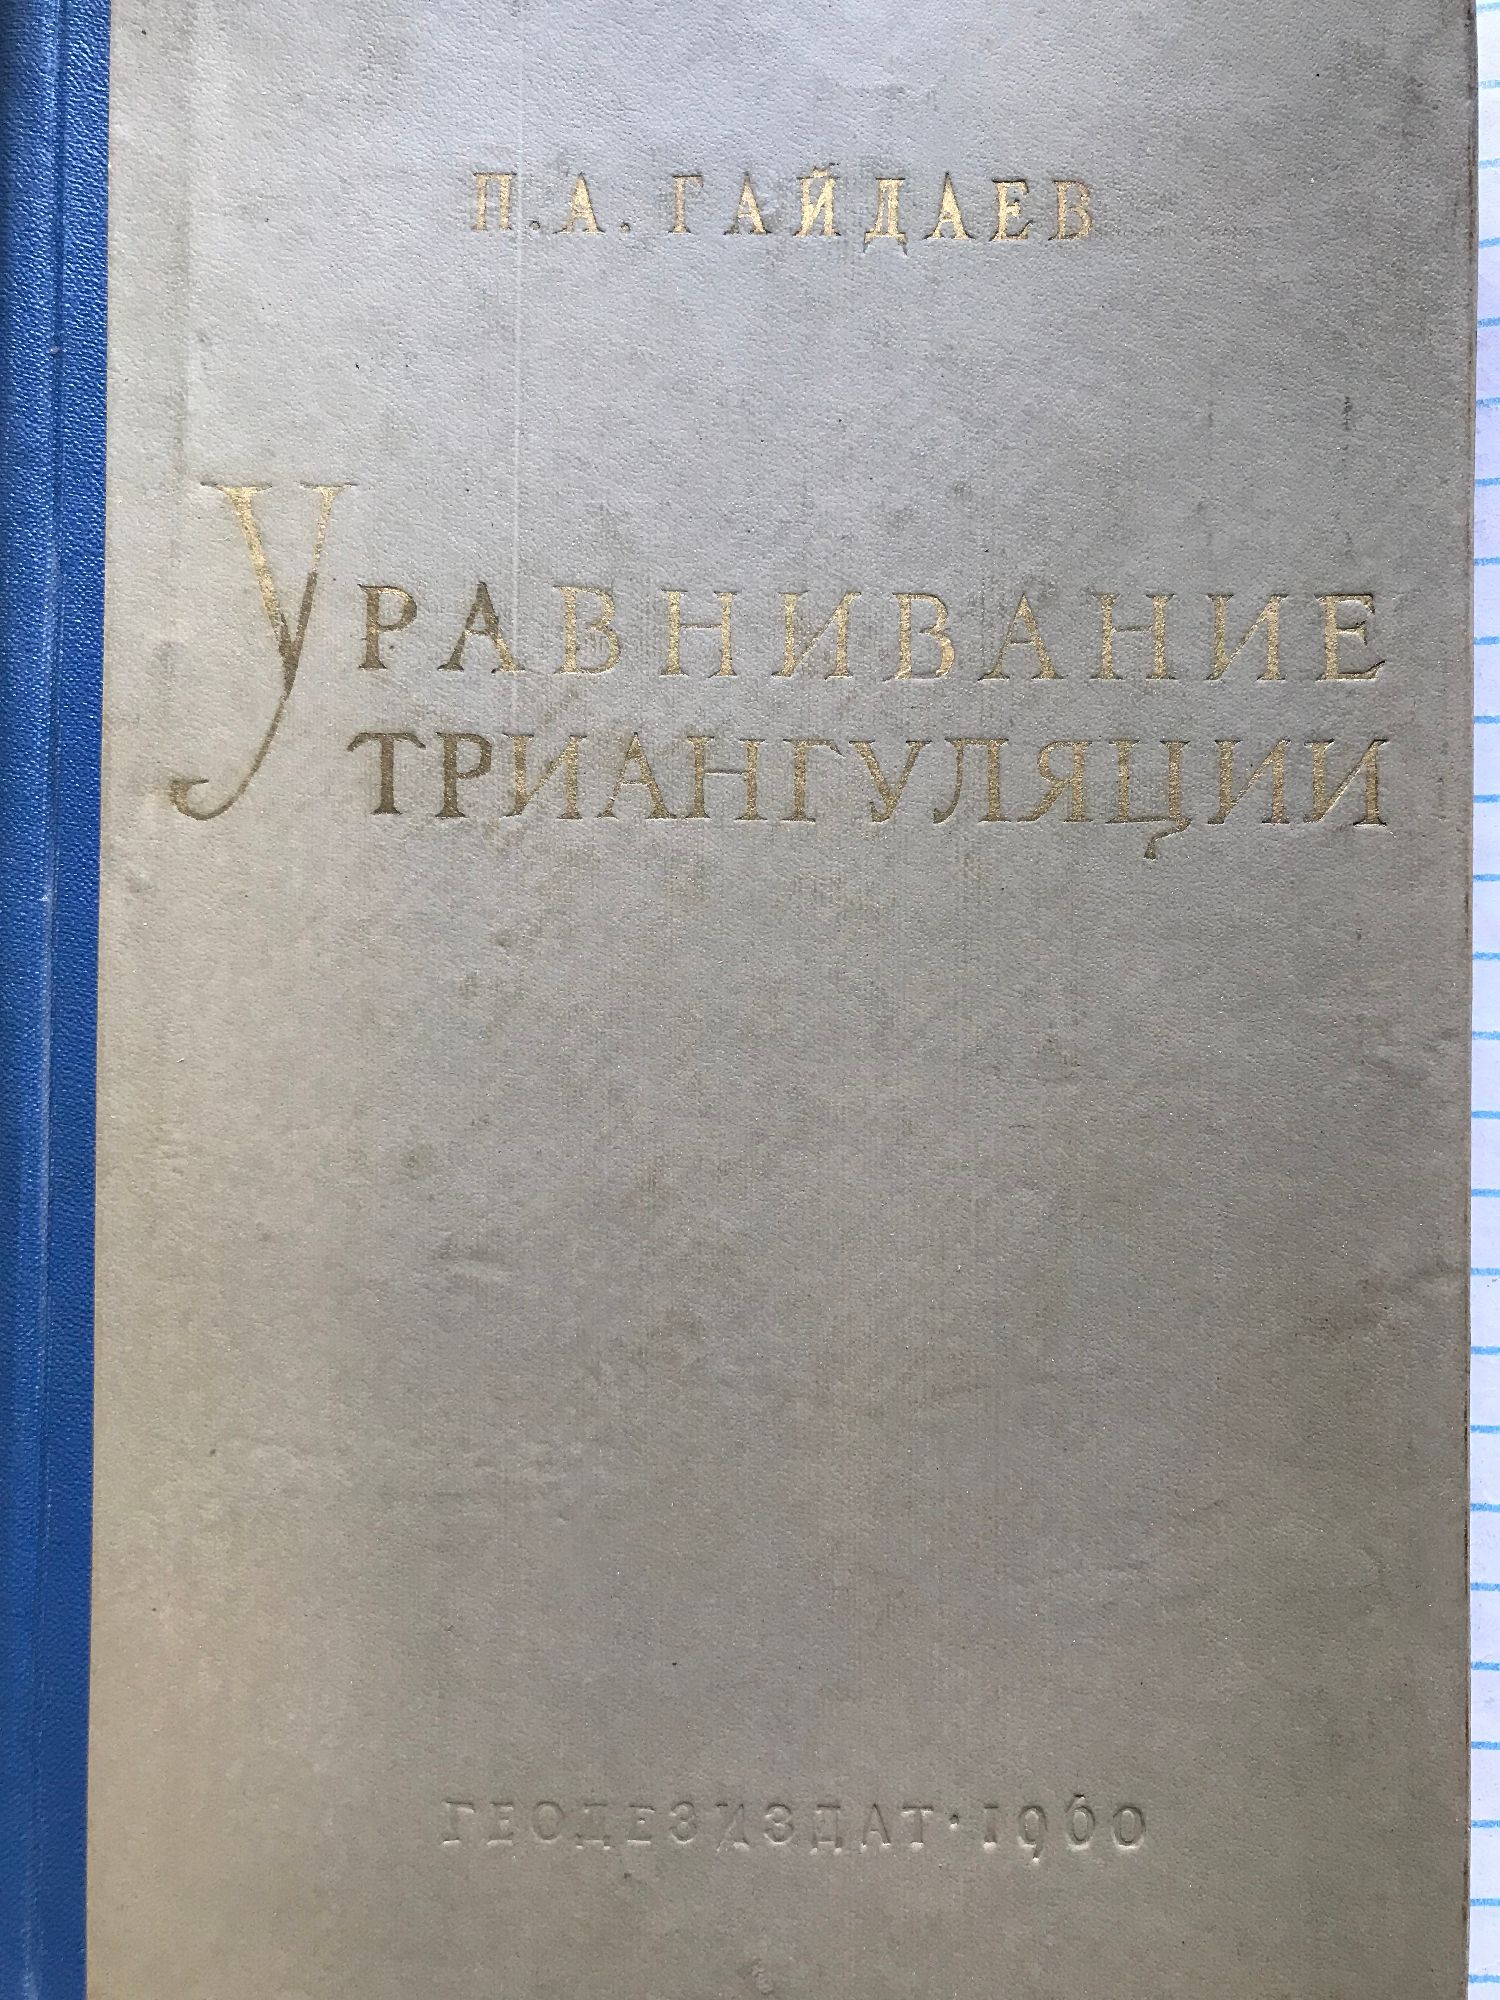 П. А. ГАЙДАЕВ
УРАВНИВАНИЕ
ТРИАНГУЛЯЦИИ
ГЕОДЕЗИЗДАТ · 1960